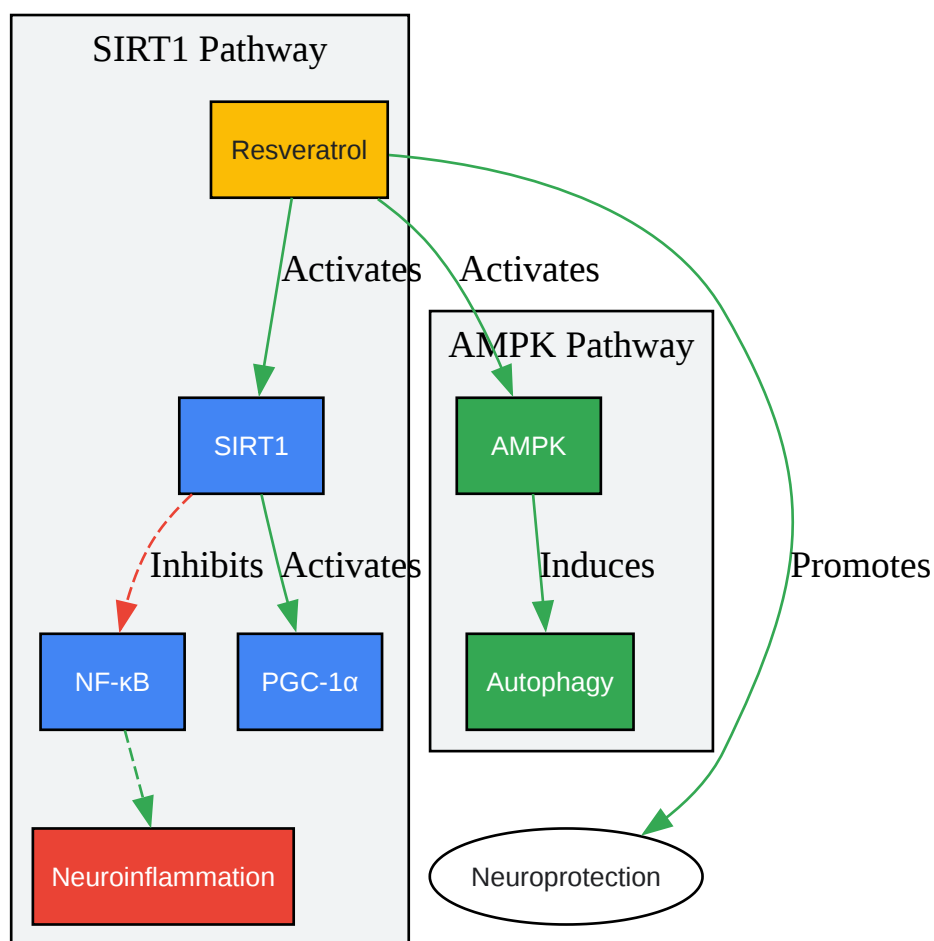 SIRT1 Pathway
Resveratrol
Activates
Activates
AMPK Pathway
SIRT1
AMPK
Inhibits
Activates
Induces
Promotes
NF-κB
PGC-1α
Autophagy
Neuroinflammation
Neuroprotection